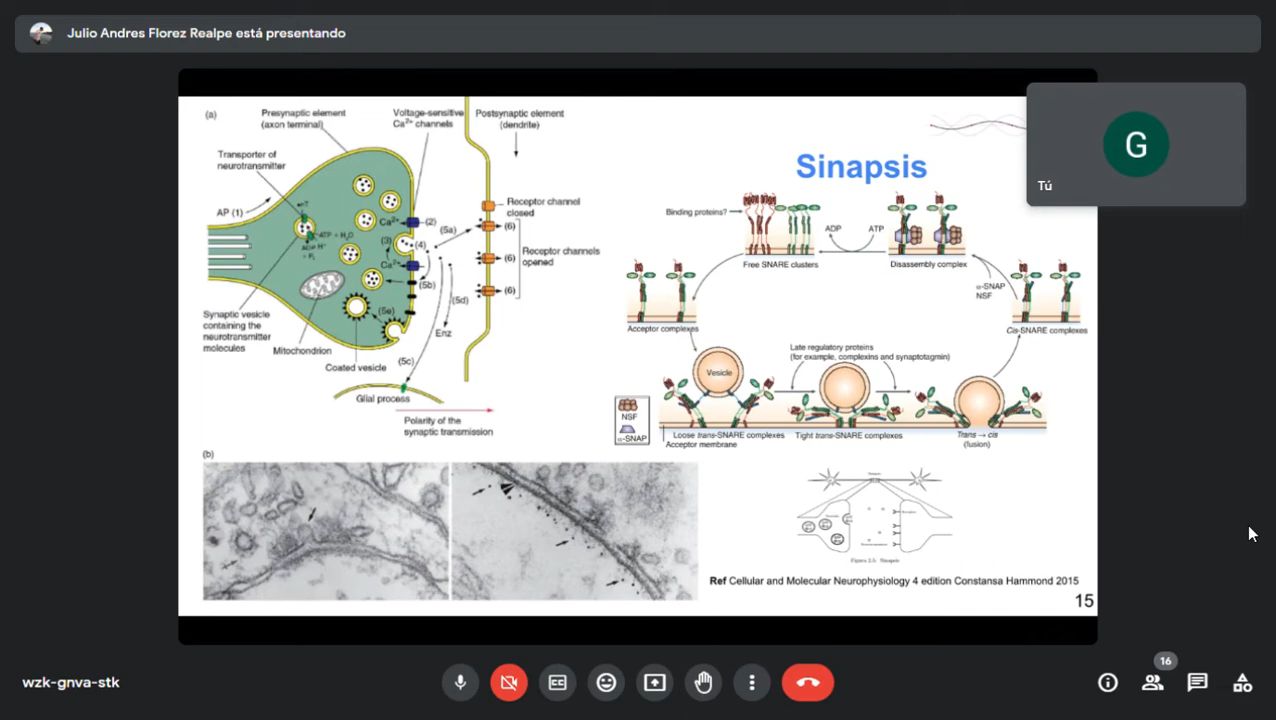 Julio Andres Florez Realpe está presentando
G
Tú
(a)
Presynaptic element
(axon terminal)
Voltage-sensitive
Ca2+ channels
Postsynaptic element
(dendrite)
Transporter of
neurotransmitter
AP (1)
ATP + H₂O
ADP H+
+ Pi
Ca2+
(2)
(3)
(4)
(5a)
Ca2+
(5b)
(5d)
(5e)
Enz
(5c)
Receptor channel
closed
(6)
(6)
(6)
Receptor channels
opened
Synaptic vesicle
containing the
neurotransmitter
molecules
Mitochondrion
Coated vesicle
Glial process
Polarity of the
synaptic transmission
(b)
Sinapsis
Binding proteins?
Free SNARE clusters
ADP
ATP
Disassembly complex
α-SNAP
NSF
Cis-SNARE complexes
Acceptor complexes
Vesicle
Late regulatory proteins
(for example, complexins and synaptotagmin)
NSF
α-SNAP
Loose trans-SNARE complexes
Acceptor membrane
Tight trans-SNARE complexes
Trans → cis
(fusion)
Ref Cellular and Molecular Neurophysiology 4 edition Constansa Hammond 2015
15
wzk-gnva-stk
CC
16